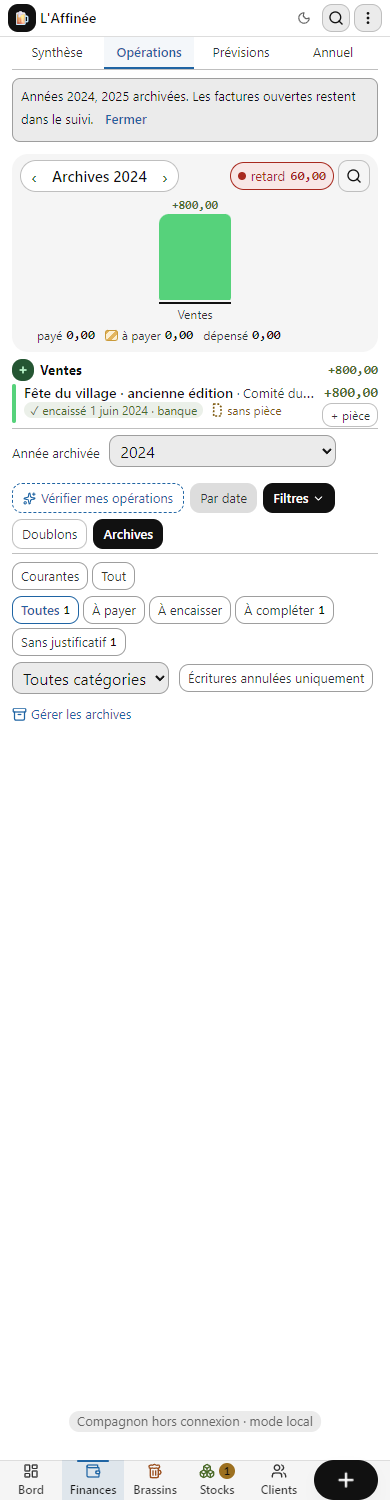 L'Affinée
Synthèse Opérations Prévisions Annuel
Années 2024, 2025 archivées. Les factures ouvertes restent
dans le suivi. Fermer
‹ Archives 2024 › retard 60,00
+800,00
Ventes
payé 0,00 à payer 0,00 dépensé 0,00
+ Ventes +800,00
Fête du village · ancienne édition · Comité du... +800,00
✓ encaissé 1 juin 2024 · banque sans pièce + pièce
Année archivée 2024
Vérifier mes opérations Par date Filtres
Doublons Archives
Courantes Tout
Toutes 1 À payer À encaisser À compléter 1
Sans justificatif 1
Toutes catégories Écritures annulées uniquement
Gérer les archives
Compagnon hors connexion · mode local
1
Bord Finances Brassins Stocks Clients +